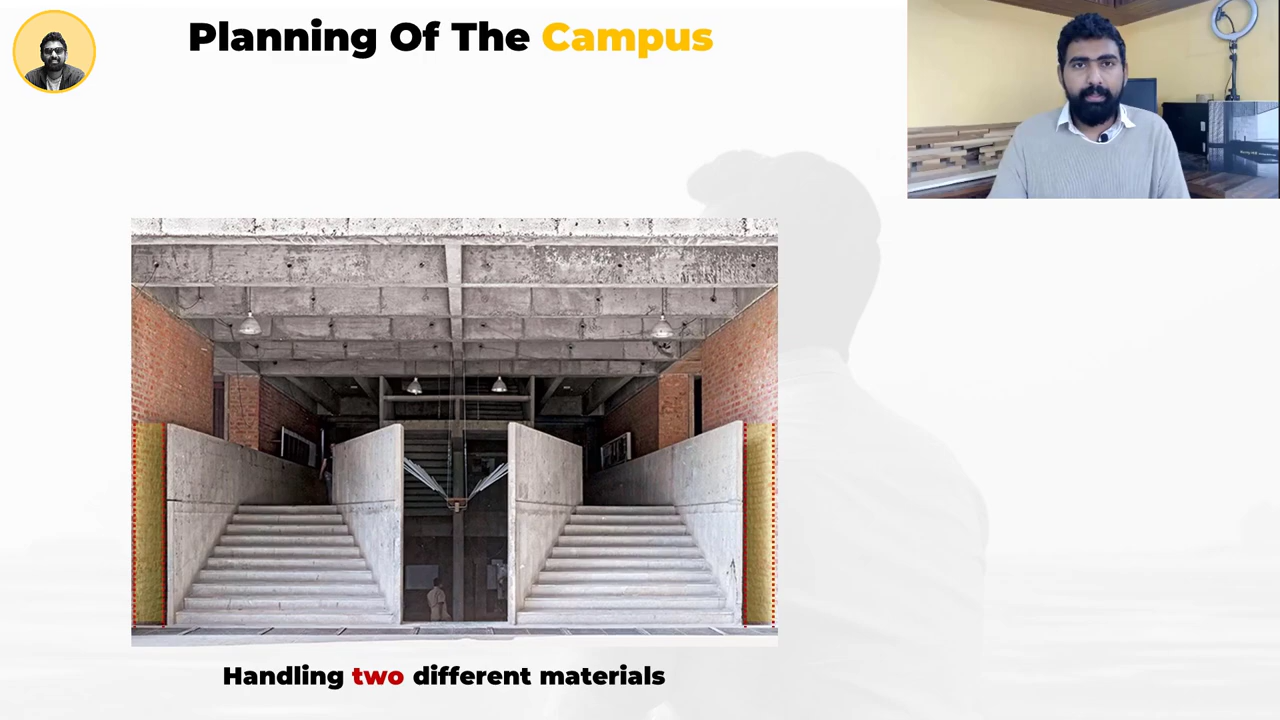 Planning Of The Campus
Handling two different materials